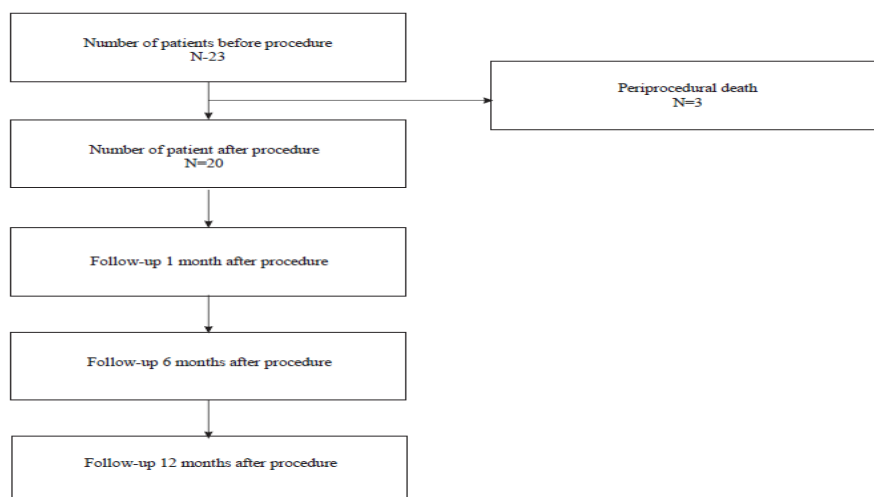 Number of patients before procedure
N-23
Periprocedural death
N=3
Number of patient after procedure
N=20
Follow-up 1 month after procedure
Follow-up 6 months after procedure
Follow-up 12 months after procedure